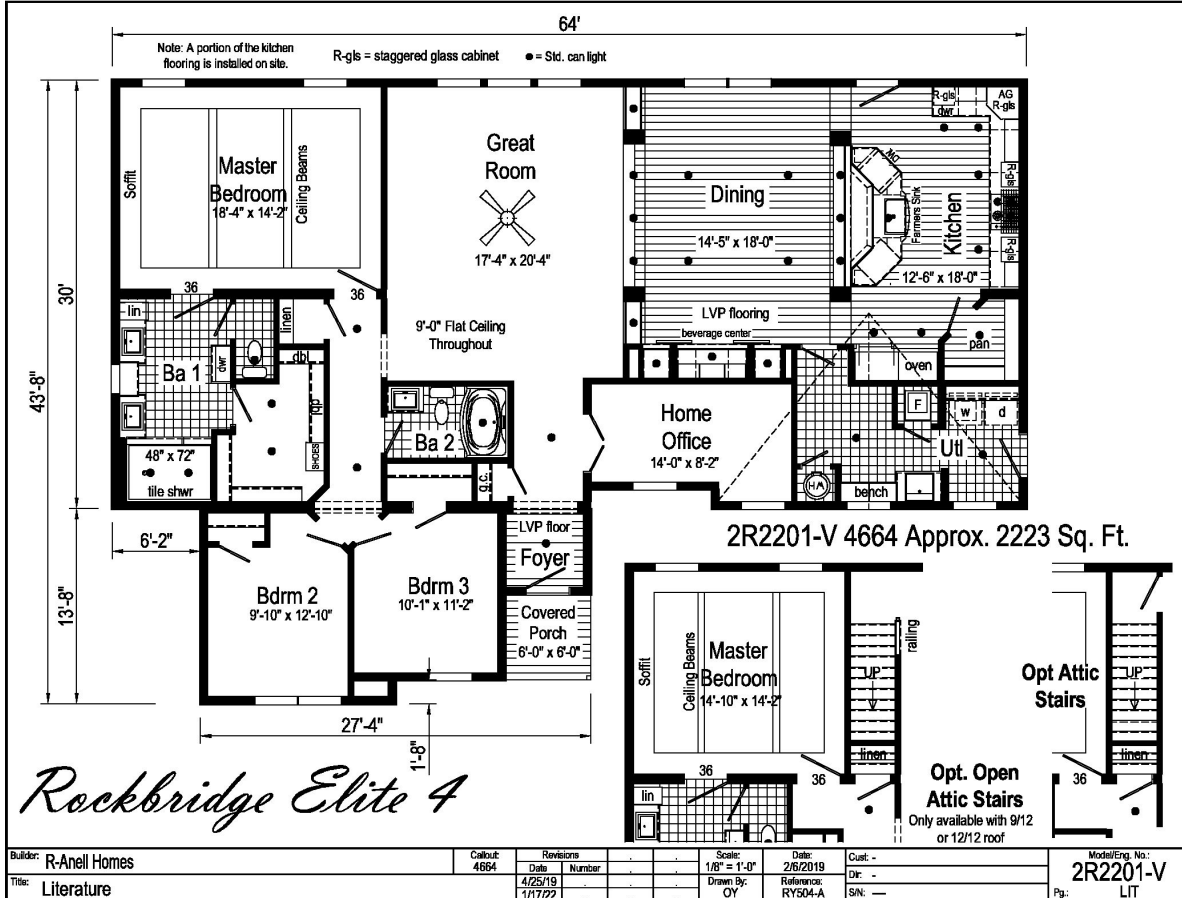 64'
Note: A portion of the kitchen
flooring is installed on site.
R-gls = staggered glass cabinet
● = Std. can light
43'-8"
30'
13'-8"
6'-2"
27'-4"
1'-8"
Soffit
Master
Bedroom
18'-4" x 14'-2"
Ceiling Beams
36
36
Great
Room
17'-4" x 20'-4"
9'-0" Flat Ceiling
Throughout
Dining
14'-5" x 18'-0"
LVP flooring
beverage center
R-gls
dwr
AG
R-gls
DW
Farmers Sink
Kitchen
R-gls
R-gls
12'-6" x 18'-0"
oven
pan
lin
Ba 1
dwr
linen
dbl
dbl
SHOES
48" x 72"
tile shwr
Ba 2
g.c.
Home
Office
14'-0" x 8'-2"
F
w
d
Utl
HW
bench
LVP floor
Foyer
Covered
Porch
6'-0" x 6'-0"
Bdrm 2
9'-10" x 12'-10"
Bdrm 3
10'-1" x 11'-2"
2R2201-V 4664 Approx. 2223 Sq. Ft.
Soffit
Ceiling Beams
Master
Bedroom
14'-10" x 14'-2"
36
36
lin
UP
railing
linen
Opt. Open
Attic Stairs
Only available with 9/12
or 12/12 roof
Opt Attic
Stairs
UP
linen
36
Rockbridge Elite 4
Builder: R-Anell Homes
Title: Literature
Callout:
4664
Revisions
Date Number
4/25/19
1/17/22
Scale:
1/8" = 1'-0"
Drawn By:
OY
Date:
2/6/2019
Reference:
RY504-A
Cust: -
Dir: -
S/N: —
Model/Eng. No.:
2R2201-V
Pg.: LIT